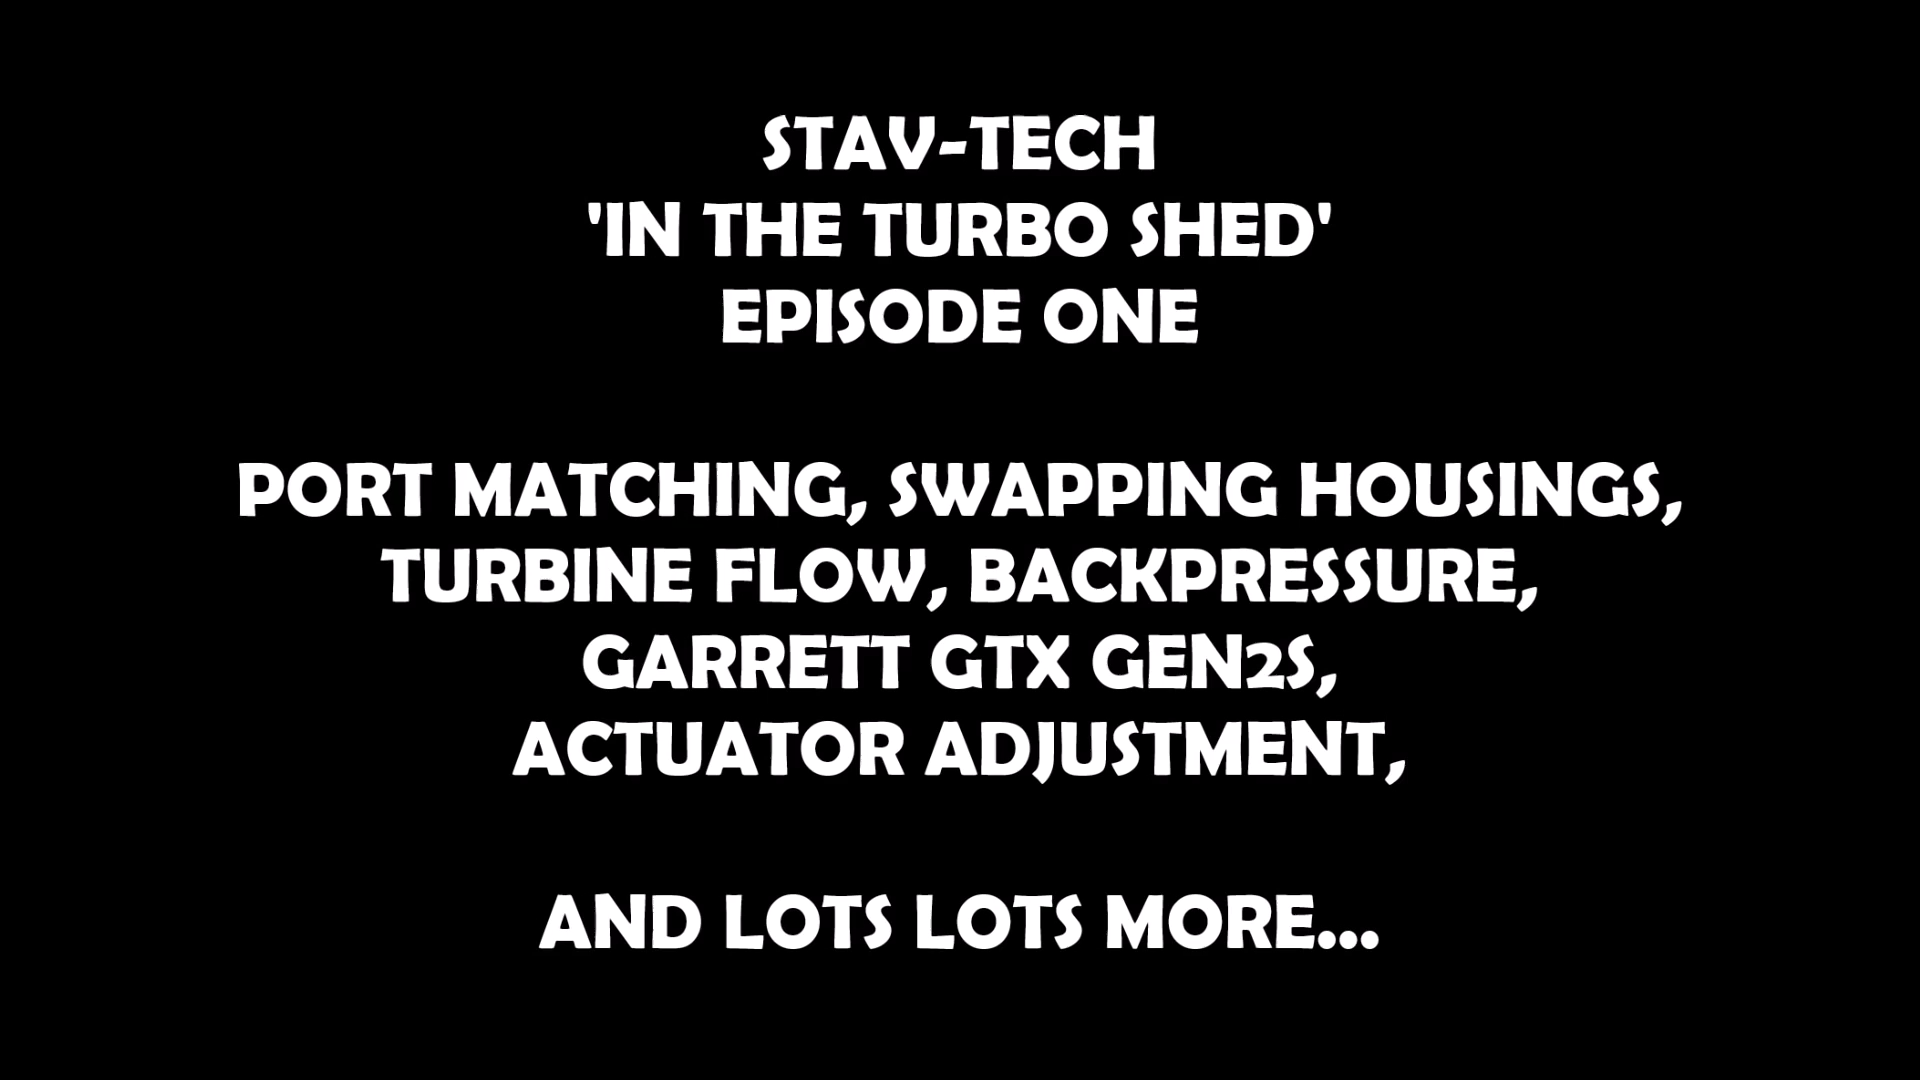 STAV-TECH
'IN THE TURBO SHED'
EPISODE ONE
PORT MATCHING, SWAPPING HOUSINGS,
TURBINE FLOW, BACKPRESSURE,
GARRETT GTX GEN2S,
ACTUATOR ADJUSTMENT,
AND LOTS LOTS MORE...